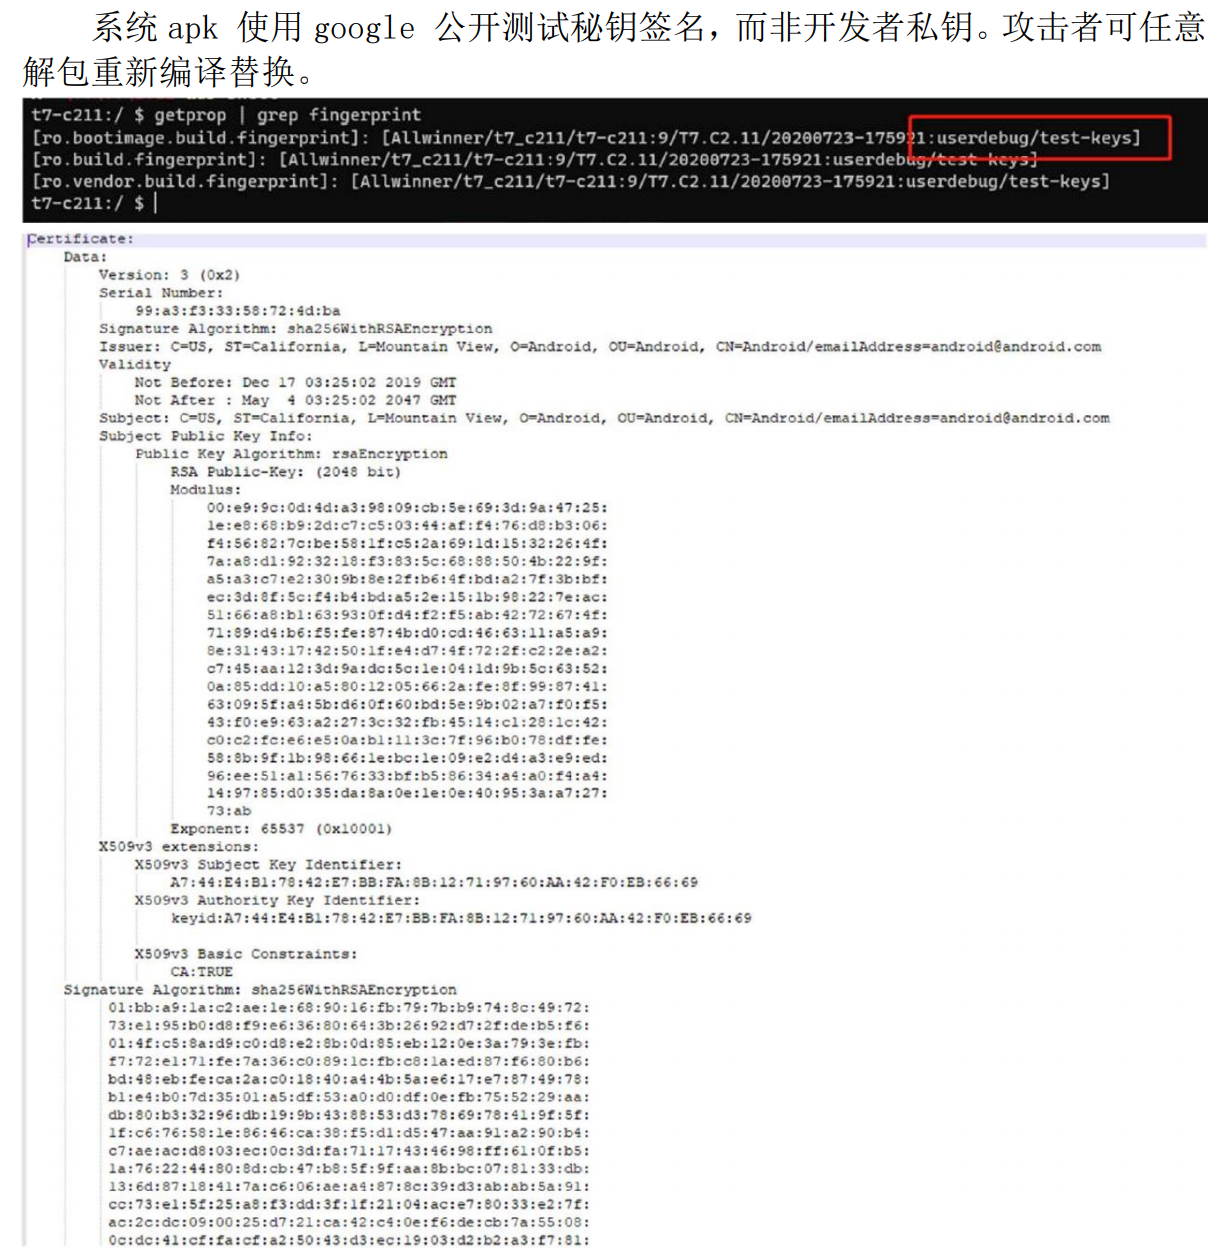 系统 apk 使用 google 公开测试秘钥签名，而非开发者私钥。攻击者可任意
解包重新编译替换。
t7-c211:/ $ getprop | grep fingerprint
[ro.bootimage.build.fingerprint]: [Allwinner/t7_c211/t7-c211:9/T7.C2.11/20200723-175921:userdebug/test-keys]
[ro.build.fingerprint]: [Allwinner/t7_c211/t7-c211:9/T7.C2.11/20200723-175921:userdebug/test-keys]
[ro.vendor.build.fingerprint]: [Allwinner/t7_c211/t7-c211:9/T7.C2.11/20200723-175921:userdebug/test-keys]
t7-c211:/ $
Certificate:
Data:
Version: 3 (0x2)
Serial Number:
99:a3:f3:33:58:72:4d:ba
Signature Algorithm: sha256WithRSAEncryption
Issuer: C=US, ST=California, L=Mountain View, O=Android, OU=Android, CN=Android/emailAddress=android@android.com
Validity
Not Before: Dec 17 03:25:02 2019 GMT
Not After : May  4 03:25:02 2047 GMT
Subject: C=US, ST=California, L=Mountain View, O=Android, OU=Android, CN=Android/emailAddress=android@android.com
Subject Public Key Info:
Public Key Algorithm: rsaEncryption
RSA Public-Key: (2048 bit)
Modulus:
00:e9:9c:0d:4d:a3:98:09:cb:5e:69:3d:9a:47:25:
1e:e8:68:b9:2d:c7:c5:03:44:af:f4:76:d8:b3:06:
f4:56:82:7c:be:58:1f:c5:2a:69:1d:15:32:26:4f:
7a:a8:d1:92:32:18:f3:83:5c:68:88:50:4b:22:9f:
a5:a3:c7:e2:30:9b:8e:2f:b6:4f:bd:a2:7f:3b:bf:
ec:3d:8f:5c:f4:b4:bd:a5:2e:15:1b:98:22:7e:ac:
51:66:a8:b1:63:93:0f:d4:f2:f5:ab:42:72:67:4f:
71:89:d4:b6:f5:fe:87:4b:d0:cd:46:63:11:a5:a9:
8e:31:43:17:42:50:1f:e4:d7:4f:72:2f:c2:2e:a2:
c7:45:aa:12:3d:9a:dc:5c:1e:04:1d:9b:5c:63:52:
0a:85:dd:10:a5:80:12:05:66:2a:fe:8f:99:87:41:
63:09:5f:a4:5b:d6:0f:60:bd:5e:9b:02:a7:f0:f5:
43:f0:e9:63:a2:27:3c:32:fb:45:14:c1:28:1c:42:
c0:c2:fc:e6:e5:0a:b1:11:3c:7f:96:b0:78:df:fe:
58:8b:9f:1b:98:66:1e:bc:1e:09:e2:d4:a3:e9:ed:
96:ee:51:a1:56:76:33:bf:b5:86:34:a4:a0:f4:a4:
14:97:85:d0:35:da:8a:0e:1e:0e:40:95:3a:a7:27:
73:ab
Exponent: 65537 (0x10001)
X509v3 extensions:
X509v3 Subject Key Identifier:
A7:44:E4:B1:78:42:E7:BB:FA:8B:12:71:97:60:AA:42:F0:EB:66:69
X509v3 Authority Key Identifier:
keyid:A7:44:E4:B1:78:42:E7:BB:FA:8B:12:71:97:60:AA:42:F0:EB:66:69
X509v3 Basic Constraints:
CA:TRUE
Signature Algorithm: sha256WithRSAEncryption
01:bb:a9:1a:c2:ae:1e:68:90:16:fb:79:7b:b9:74:8c:49:72:
73:e1:95:b0:d8:f9:e6:36:80:64:3b:26:92:d7:2f:de:b5:f6:
01:4f:c5:8a:d9:c0:d8:e2:8b:0d:85:eb:12:0e:3a:79:3e:fb:
f7:72:e1:71:fe:7a:36:c0:89:1c:fb:c8:1a:ed:87:f6:80:b6:
bd:48:eb:fe:ca:2a:c0:18:40:a4:4b:5a:e6:17:e7:87:49:78:
b1:e4:b0:7d:35:01:a5:df:53:a0:d0:df:0e:fb:75:52:29:aa:
db:80:b3:32:96:db:19:9b:43:88:53:d3:78:69:78:41:9f:5f:
1f:c6:76:58:1e:86:46:ca:38:f5:d1:d5:47:aa:91:a2:90:b4:
c7:ae:ac:d8:03:ec:0c:3d:fa:71:17:43:46:98:ff:61:0f:b5:
1a:76:22:44:80:8d:cb:47:b8:5f:9f:aa:8b:bc:07:81:33:db:
13:6d:87:18:41:7a:c6:06:ae:a4:87:8c:39:d3:ab:ab:5a:91:
cc:73:e1:5f:25:a8:f3:dd:3f:1f:21:04:ac:e7:80:33:e2:7f:
ac:2c:dc:09:00:25:d7:21:ca:42:c4:0e:f6:de:cb:7a:55:08:
0c:dc:41:cf:fa:cf:a2:50:43:d3:ec:19:03:d2:b2:a3:f7:81: